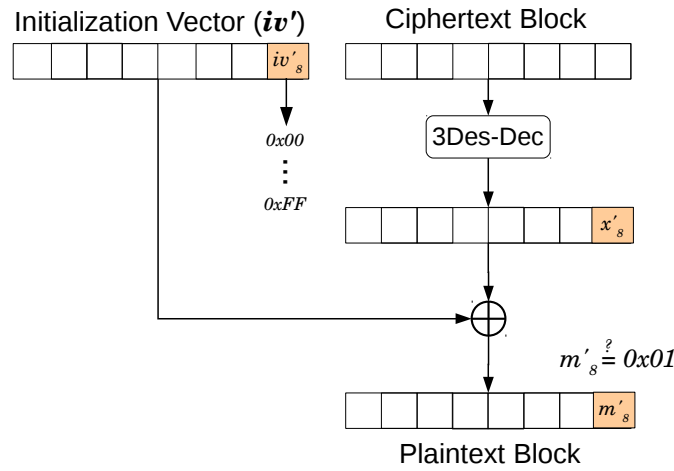 Initialization Vector (iv')
Ciphertext Block
iv'₈
0x00
⋮
0xFF
3Des-Dec
x'₈
m'₈ ≟ 0x01
m'₈
Plaintext Block